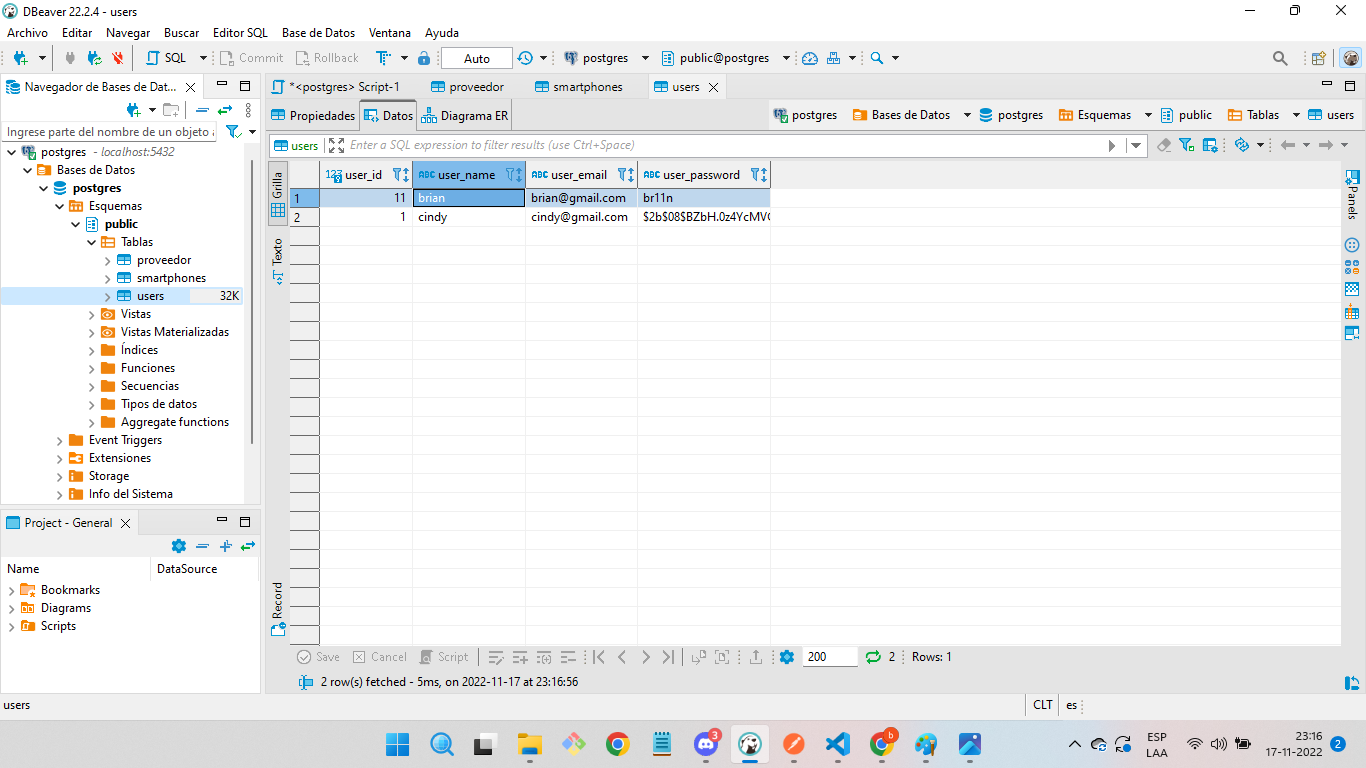 DBeaver 22.2.4 - users
Archivo Editar Navegar Buscar Editor SQL Base de Datos Ventana Ayuda
SQL Commit Rollback Auto postgres public@postgres
Navegador de Bases de Dat...
*<postgres> Script-1 proveedor smartphones users
Propiedades Datos Diagrama ER
postgres Bases de Datos postgres Esquemas public Tablas users
Ingrese parte del nombre de un objeto a
users Enter a SQL expression to filter results (use Ctrl+Space)
postgres - localhost:5432
Bases de Datos
postgres
Esquemas
public
Tablas
proveedor
smartphones
users 32K
Vistas
Vistas Materializadas
Índices
Funciones
Secuencias
Tipos de datos
Aggregate functions
Event Triggers
Extensiones
Storage
Info del Sistema
Grilla
Texto
Record
123 user_id ABC user_name ABC user_email ABC user_password
1 11 brian brian@gmail.com br11n
2 1 cindy cindy@gmail.com $2b$08$BZbH.0z4YcMV
Panels
Project - General
Name DataSource
Bookmarks
Diagrams
Scripts
Save Cancel Script 200 2 Rows: 1
2 row(s) fetched - 5ms, on 2022-11-17 at 23:16:56
users CLT es
3
b
ESP
LAA
23:16
17-11-2022
2